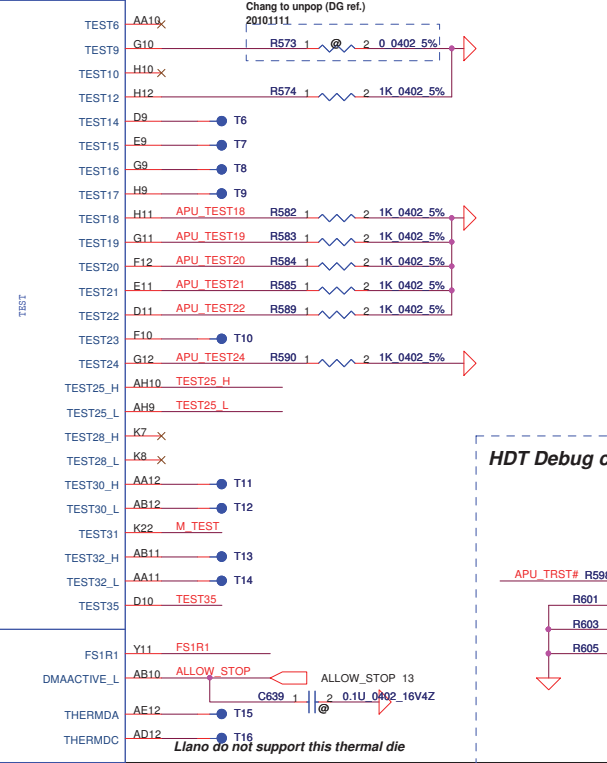 Chang to unpop (DG ref.)
20101111
TEST6 AA10
TEST9 G10 R573 1 @ 2 0_0402_5%
TEST10 H10
TEST12 H12 R574 1 2 1K_0402_5%
TEST14 D9 T6
TEST15 E9 T7
TEST16 G9 T8
TEST17 H9 T9
TEST18 H11 APU_TEST18 R582 1 2 1K_0402_5%
TEST19 G11 APU_TEST19 R583 1 2 1K_0402_5%
TEST20 F12 APU_TEST20 R584 1 2 1K_0402_5%
TEST21 E11 APU_TEST21 R585 1 2 1K_0402_5%
TEST22 D11 APU_TEST22 R589 1 2 1K_0402_5%
TEST
TEST23 F10 T10
TEST24 G12 APU_TEST24 R590 1 2 1K_0402_5%
TEST25_H AH10 TEST25_H
TEST25_L AH9 TEST25_L
TEST28_H K7
TEST28_L K8
TEST30_H AA12 T11
TEST30_L AB12 T12
TEST31 K22 M_TEST
TEST32_H AB11 T13
TEST32_L AA11 T14
TEST35 D10 TEST35
HDT Debug
APU_TRST# R598
R601
R603
R605
FS1R1 Y11 FS1R1
DMAACTIVE_L AB10 ALLOW_STOP ALLOW_STOP 13
C639 1 2 0.1U_0402_16V4Z
@
THERMDA AE12 T15
THERMDC AD12 T16
Llano do not support this thermal die